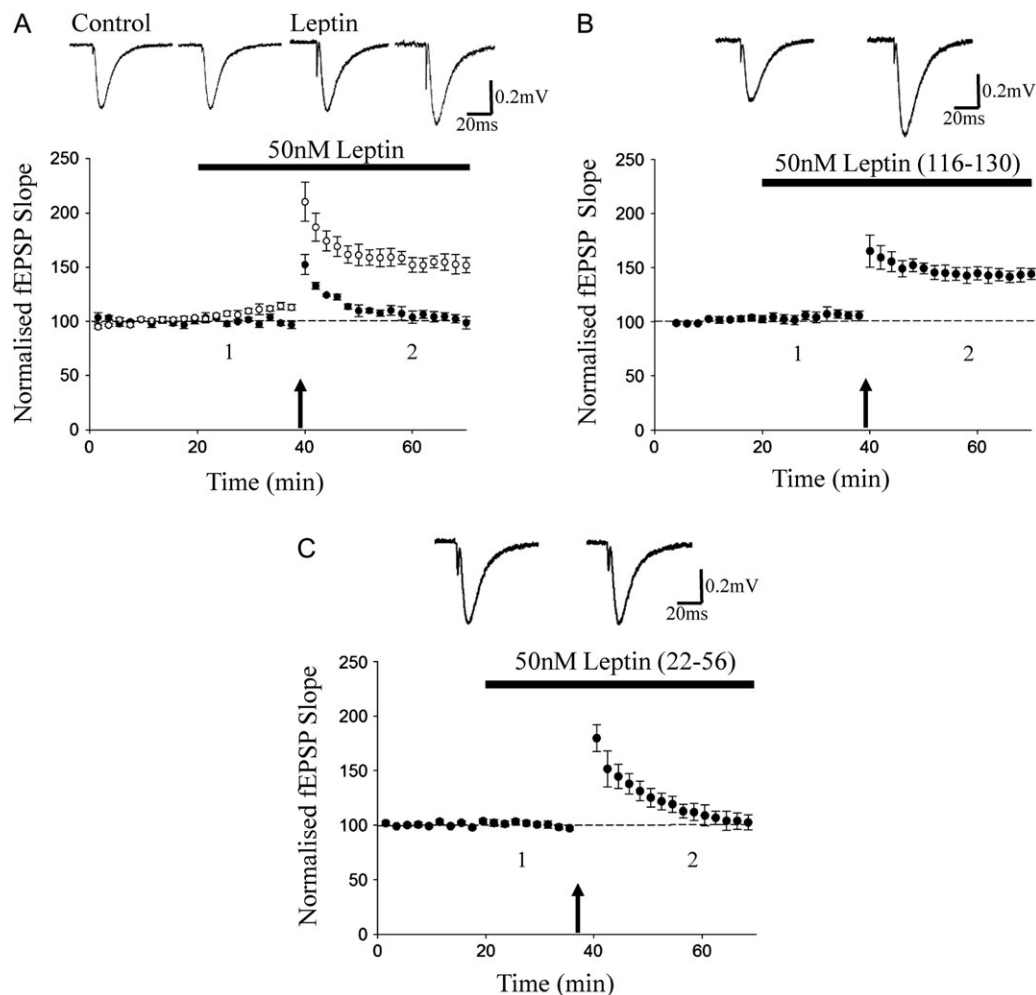 A
Control Leptin
0.2mV
20ms
50nM Leptin
250
200
150
100
50
0
1 2
0 20 40 60
Normalised fEPSP Slope
Time (min)
B
0.2mV
20ms
50nM Leptin (116-130)
250
200
150
100
50
0
1 2
0 20 40 60
Normalised fEPSP Slope
Time (min)
C
0.2mV
20ms
50nM Leptin (22-56)
250
200
150
100
50
0
1 2
0 20 40 60
Normalised fEPSP Slope
Time (min)